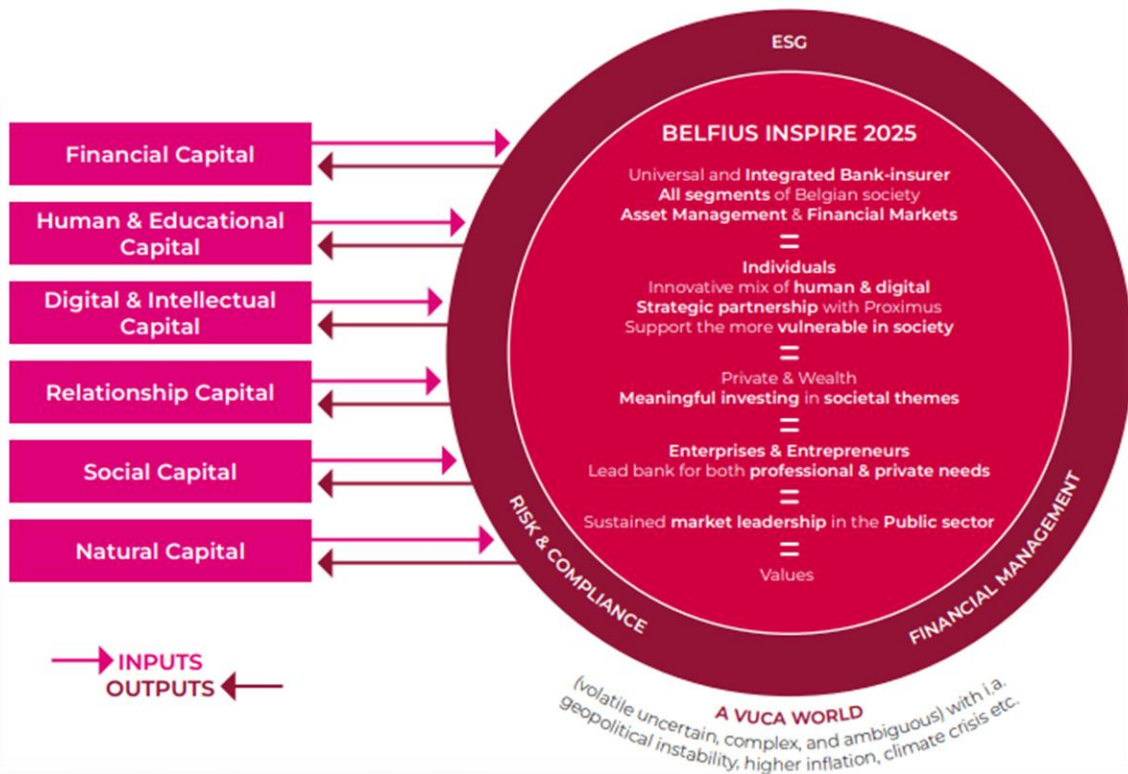 Financial Capital
Human & Educational
Capital
Digital & Intellectual
Capital
Relationship Capital
Social Capital
Natural Capital
INPUTS
OUTPUTS
ESG
BELFIUS INSPIRE 2025
Universal and Integrated Bank-insurer
All segments of Belgian society
Asset Management & Financial Markets
=
Individuals
Innovative mix of human & digital
Strategic partnership with Proximus
Support the more vulnerable in society
=
Private & Wealth
Meaningful investing in societal themes
=
Enterprises & Entrepreneurs
Lead bank for both professional & private needs
=
Sustained market leadership in the Public sector
=
Values
RISK & COMPLIANCE
FINANCIAL MANAGEMENT
A VUCA WORLD
(volatile uncertain, complex, and ambiguous) with i.a.
geopolitical instability, higher inflation, climate crisis etc.